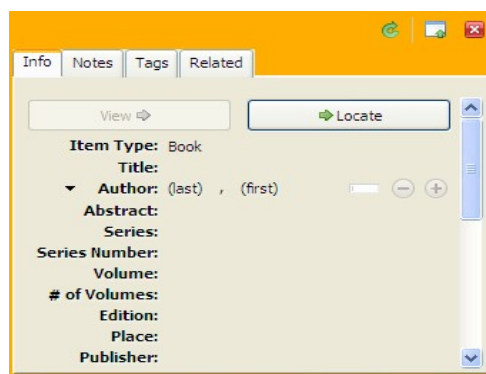 Info Notes Tags Related
View Locate
Item Type: Book
Title:
Author: (last) , (first)
Abstract:
Series:
Series Number:
Volume:
# of Volumes:
Edition:
Place:
Publisher: